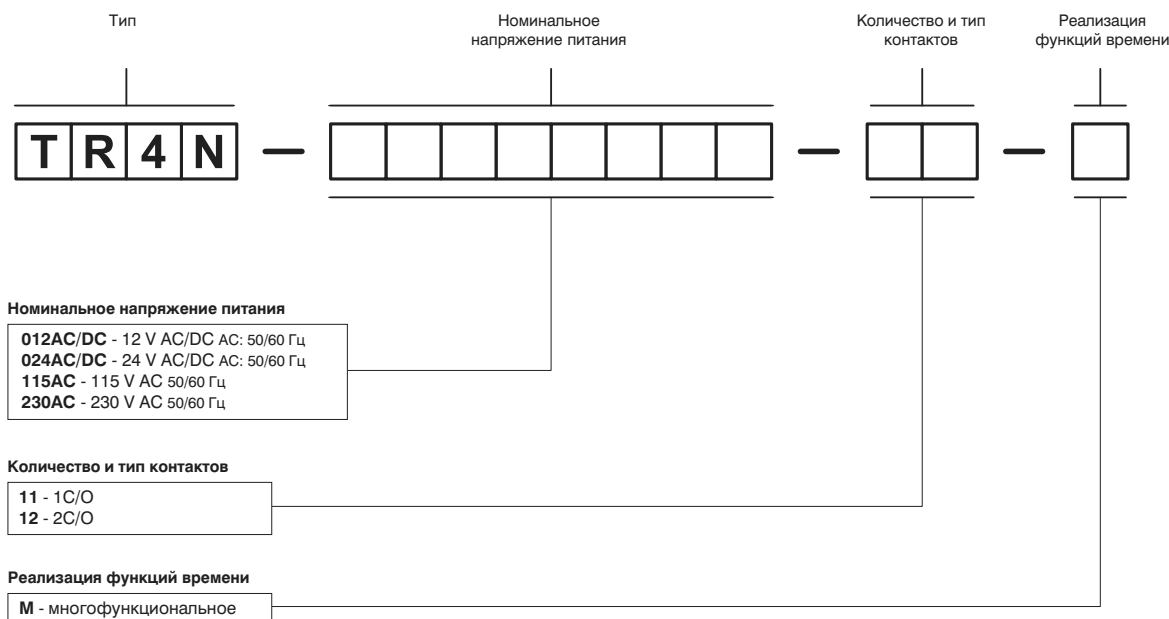 Тип
Номинальное
напряжение питания
Количество и тип
контактов
Реализация
функций времени
TR4N – –  –
Номинальное напряжение питания
012AC/DC - 12 V AC/DC AC: 50/60 Гц
024AC/DC - 24 V AC/DC AC: 50/60 Гц
115AC - 115 V AC 50/60 Гц
230AC - 230 V AC 50/60 Гц
Количество и тип контактов
11 - 1C/O
12 - 2C/O
Реализация функций времени
M - многофункциональное